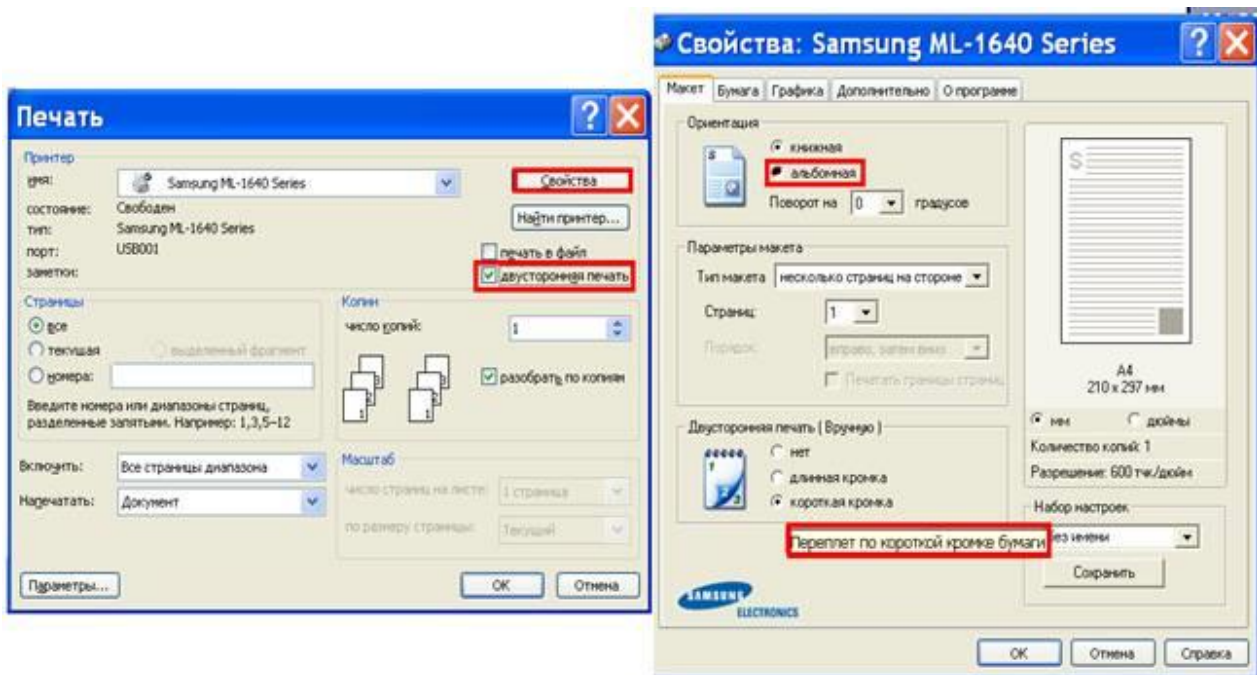 Печать
Принтер
имя:
Samsung ML-1640 Series
Свойства
состояние:
Свободен
тип:
Samsung ML-1640 Series
Найти принтер...
порт:
USB001
печать в файл
заметки:
двусторонняя печать
Страницы
все
текущая
выделенный фрагмент
номера:
Введите номера или диапазоны страниц,
разделенные запятыми. Например: 1,3,5–12
Копии
число копий:
1
разобрать по копиям
Включить:
Все страницы диапазона
Напечатать:
Документ
Масштаб
число страниц на листе:
1 страница
по размеру страницы:
Текущий
Параметры...
ОК
Отмена
Свойства: Samsung ML-1640 Series
Макет
Бумага
Графика
Дополнительно
О программе
Ориентация
книжная
альбомная
Поворот на
0
градусов
Параметры макета
Тип макета
несколько страниц на стороне
Страниц:
1
Порядок:
вправо, затем вниз
Печатать границы страниц
Двусторонняя печать ( Вручную )
нет
длинная кромка
короткая кромка
Переплет по короткой кромке бумаги
S
A4
210 x 297 мм
мм
дюймы
Количество копий: 1
Разрешение: 600 тчк./дюйм
Набор настроек
без имени
Сохранить
SAMSUNG
ELECTRONICS
OK
Отмена
Справка